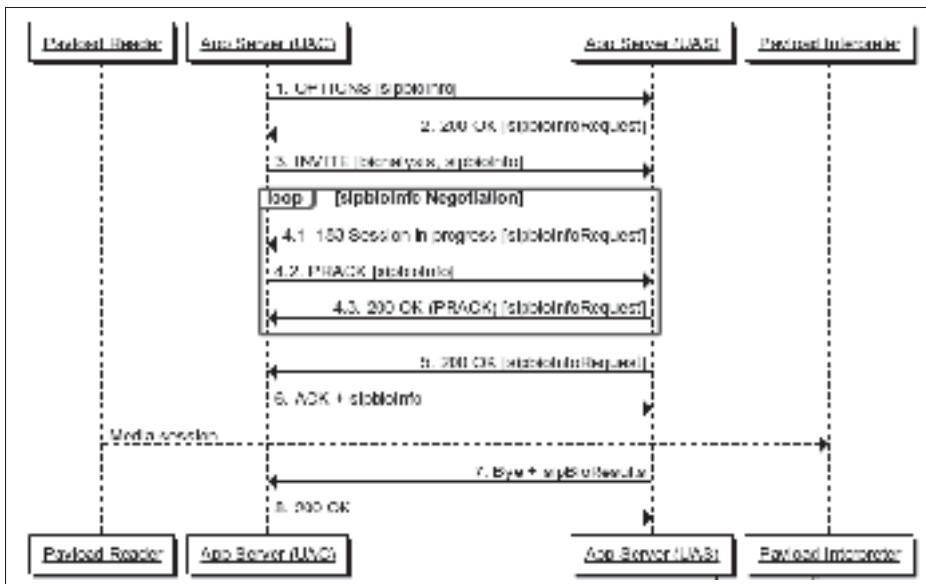 Payload Reader
App Server (UAC)
App Server (UAS)
Payload Interpreter
1. OPTIONS [sipbioInfo]
2. 200 OK [sipbioInfoRequest]
3. INVITE [bionalysis, sipbioInfo]
loop [sipbioInfo Negotiation]
4.1 183 Session in progress [sipbioInfoRequest]
4.2. PRACK [sipbioInfo]
4.3. 200 OK (PRACK) [sipbioInfoRequest]
5. 200 OK [sipbioInfoRequest]
6. ACK + sipbioInfo
Media session
7. Bye + sipBioResults
8. 200 OK
Payload Reader
App Server (UAC)
App Server (UAS)
Payload Interpreter